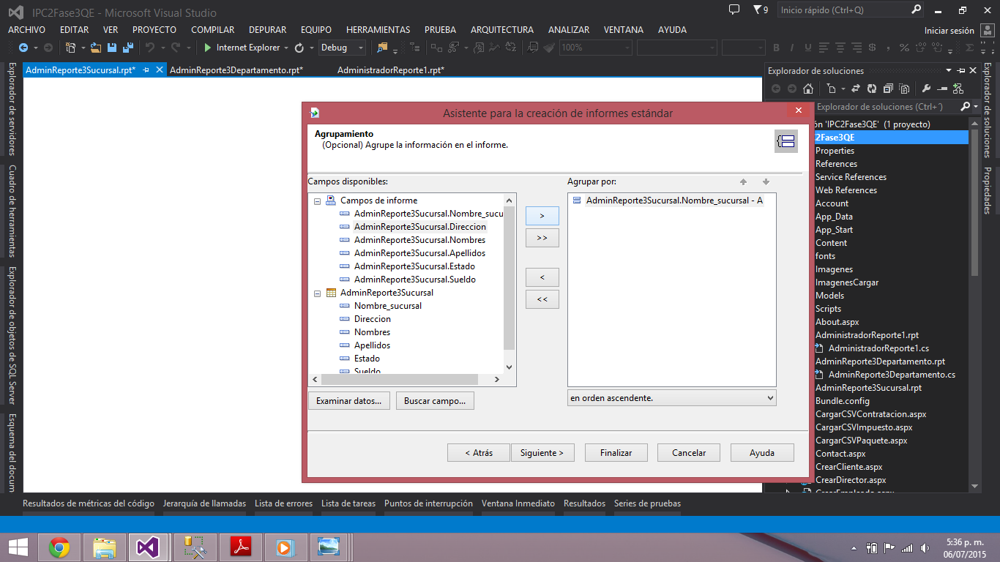 IPC2Fase3QE - Microsoft Visual Studio
9
Inicio rápido (Ctrl+Q)
ARCHIVO EDITAR VER PROYECTO COMPILAR DEPURAR EQUIPO HERRAMIENTAS PRUEBA ARQUITECTURA ANALIZAR VENTANA AYUDA
Iniciar sesión
Internet Explorer
Debug
100%
AdminReporte3Sucursal.rpt*
AdminReporte3Departamento.rpt*
AdministradorReporte1.rpt*
Explorador de servidores
Cuadro de herramientas
Explorador de objetos de SQL Server
Esquema del docum
Asistente para la creación de informes estándar
Agrupamiento
(Opcional) Agrupe la información en el informe.
Campos disponibles:
Campos de informe
AdminReporte3Sucursal.Nombre_sucu
AdminReporte3Sucursal.Direccion
AdminReporte3Sucursal.Nombres
AdminReporte3Sucursal.Apellidos
AdminReporte3Sucursal.Estado
AdminReporte3Sucursal.Sueldo
AdminReporte3Sucursal
Nombre_sucursal
Direccion
Nombres
Apellidos
Estado
Sueldo
>
>>
<
<<
Agrupar por:
AdminReporte3Sucursal.Nombre_sucursal - A
en orden ascendente.
Examinar datos...
Buscar campo...
< Atrás
Siguiente >
Finalizar
Cancelar
Ayuda
Explorador de soluciones
Explorador de soluciones (Ctrl+´)
ón 'IPC2Fase3QE' (1 proyecto)
C2Fase3QE
Properties
References
Service References
Web References
Account
App_Data
App_Start
Content
fonts
Imagenes
ImagenesCargar
Models
Scripts
About.aspx
AdministradorReporte1.rpt
AdministradorReporte1.cs
AdminReporte3Departamento.rpt
AdminReporte3Departamento.cs
AdminReporte3Sucursal.rpt
Bundle.config
CargarCSVContratacion.aspx
CargarCSVImpuesto.aspx
CargarCSVPaquete.aspx
Contact.aspx
CrearCliente.aspx
CrearDirector.aspx
CrearEmpleado.aspx
Explorador de soluciones
Propiedades
Resultados de métricas del código
Jerarquía de llamadas
Lista de errores
Lista de tareas
Puntos de interrupción
Ventana Inmediato
Resultados
Series de pruebas
5:36 p. m.
06/07/2015